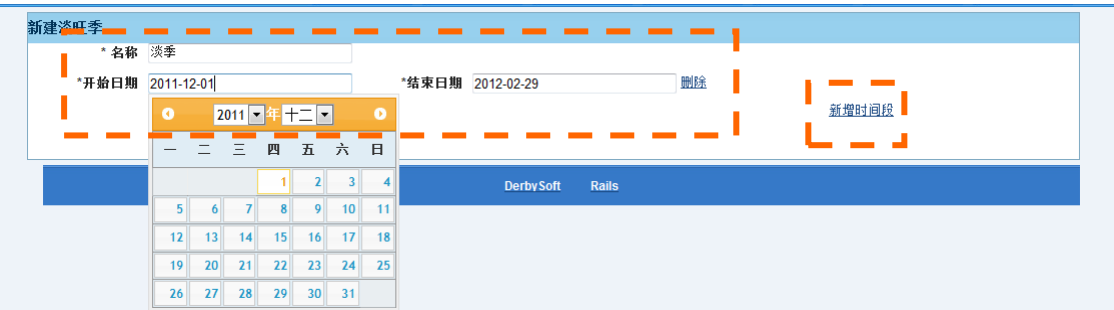 新建淡旺季
* 名称 淡季
*开始日期 2011-12-01 *结束日期 2012-02-29 删除
新增时间段
2011 年 十二
一 二 三 四 五 六 日
1 2 3 4
DerbySoft Rails
5 6 7 8 9 10 11
12 13 14 15 16 17 18
19 20 21 22 23 24 25
26 27 28 29 30 31